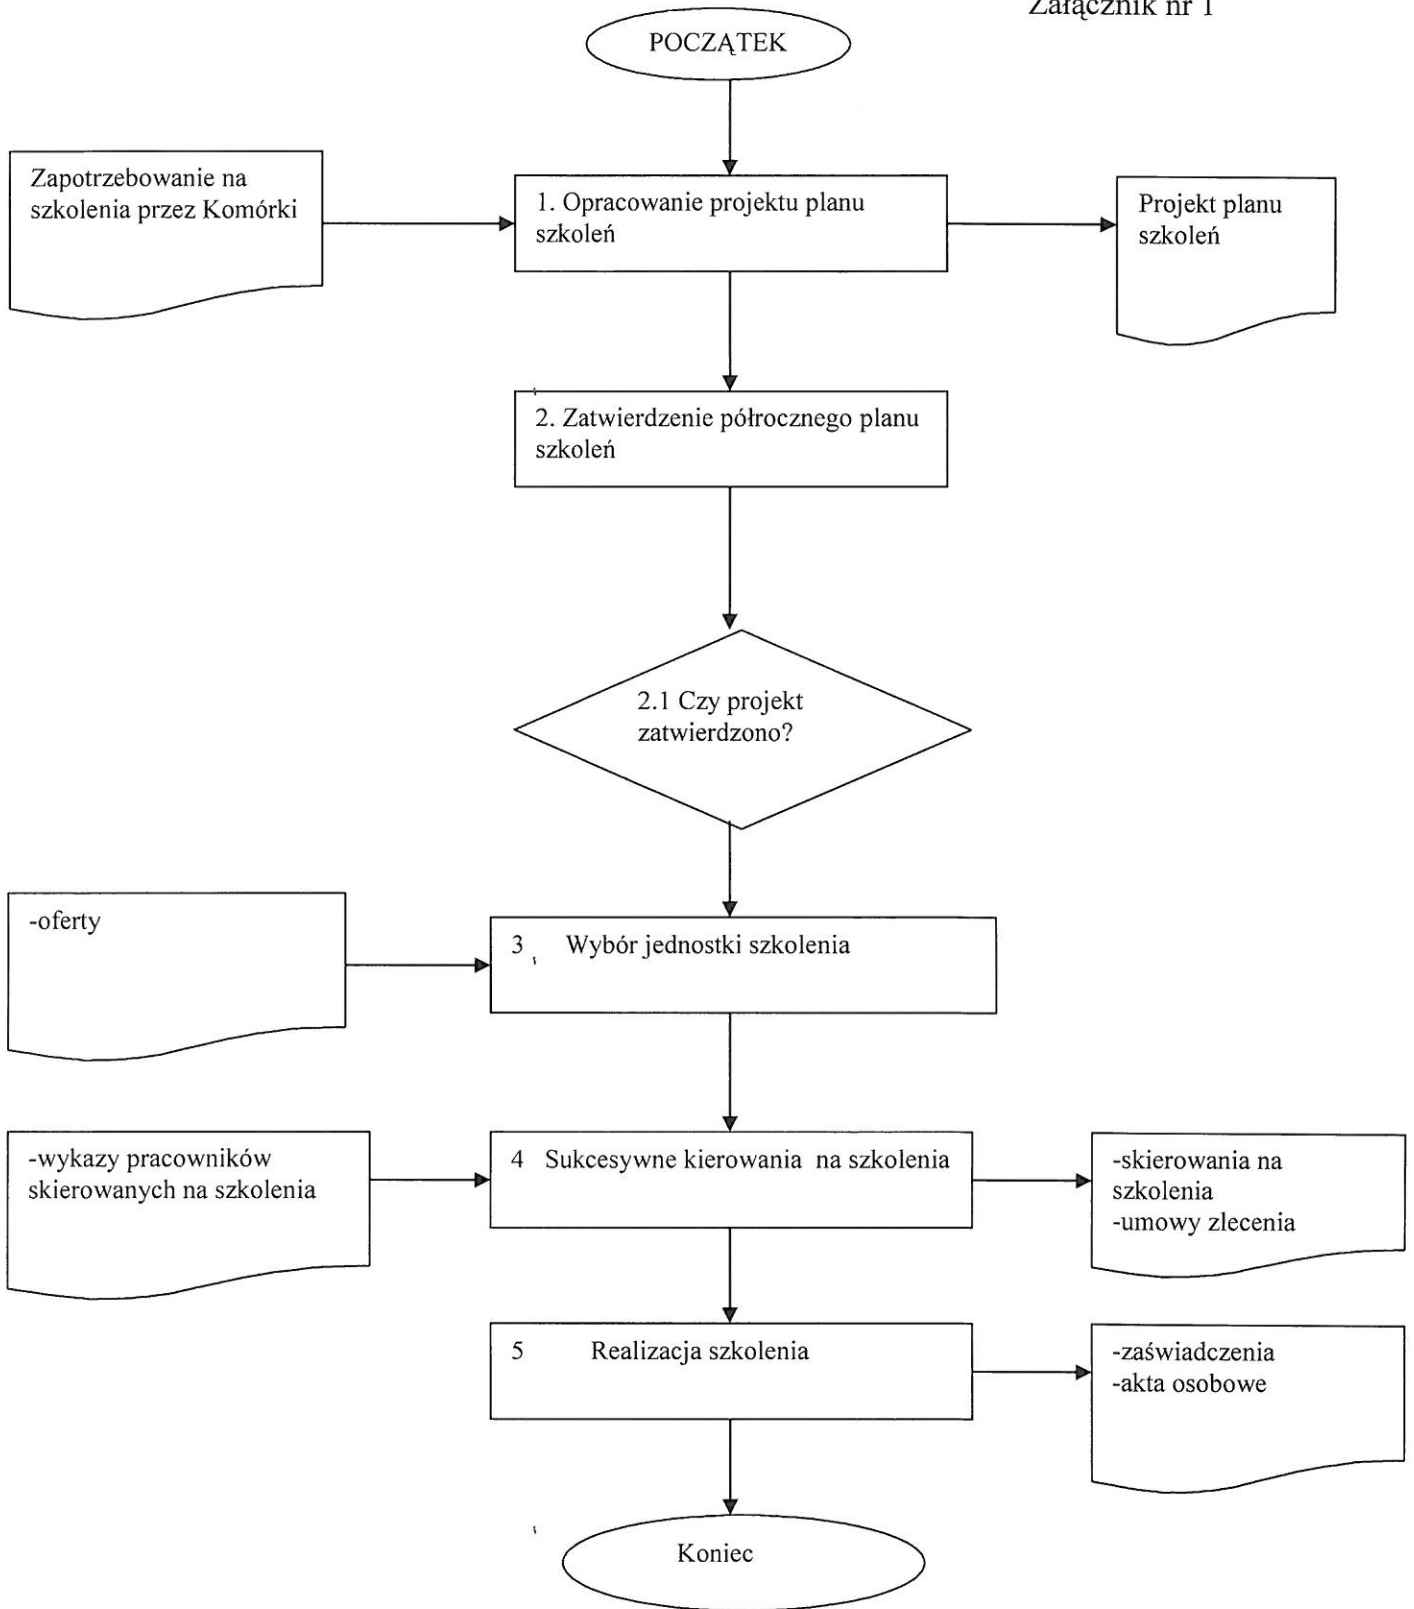 Załącznik nr 1
POCZĄTEK
Zapotrzebowanie na
szkolenia przez Komórki
1. Opracowanie projektu planu
szkoleń
Projekt planu
szkoleń
2. Zatwierdzenie półrocznego planu
szkoleń
2.1 Czy projekt
zatwierdzono?
-oferty
3 Wybór jednostki szkolenia
-wykazy pracowników
skierowanych na szkolenia
4 Sukcesywne kierowania na szkolenia
-skierowania na
szkolenia
-umowy zlecenia
5 Realizacja szkolenia
-zaświadczenia
-akta osobowe
Koniec